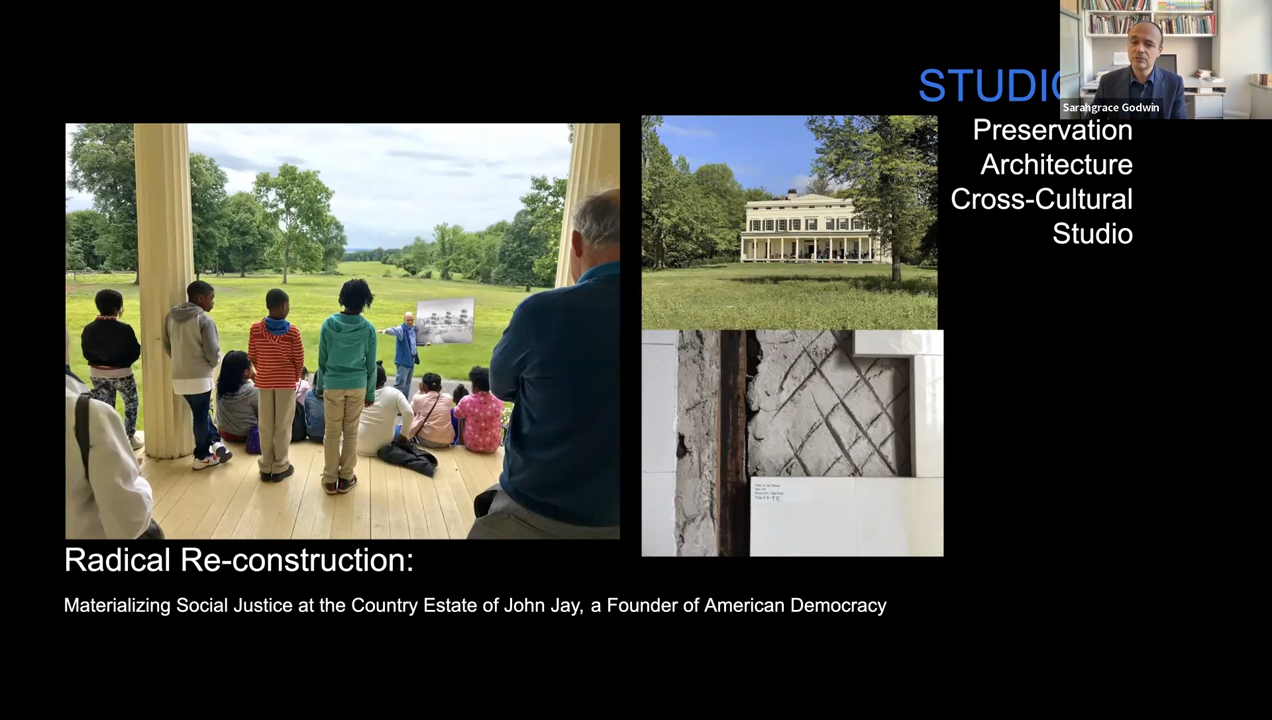 STUDIO
Sarahgrace Godwin
Preservation
Architecture
Cross-Cultural
Studio
Radical Re-construction:
Materializing Social Justice at the Country Estate of John Jay, a Founder of American Democracy